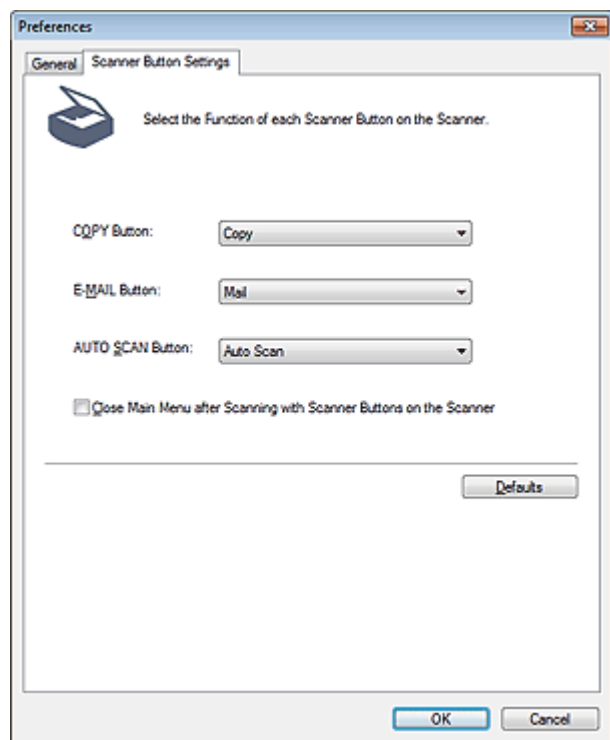 Preferences
General Scanner Button Settings
Select the Function of each Scanner Button on the Scanner.
COPY Button: Copy
E-MAIL Button: Mail
AUTO SCAN Button: Auto Scan
Close Main Menu after Scanning with Scanner Buttons on the Scanner
Defaults
OK Cancel